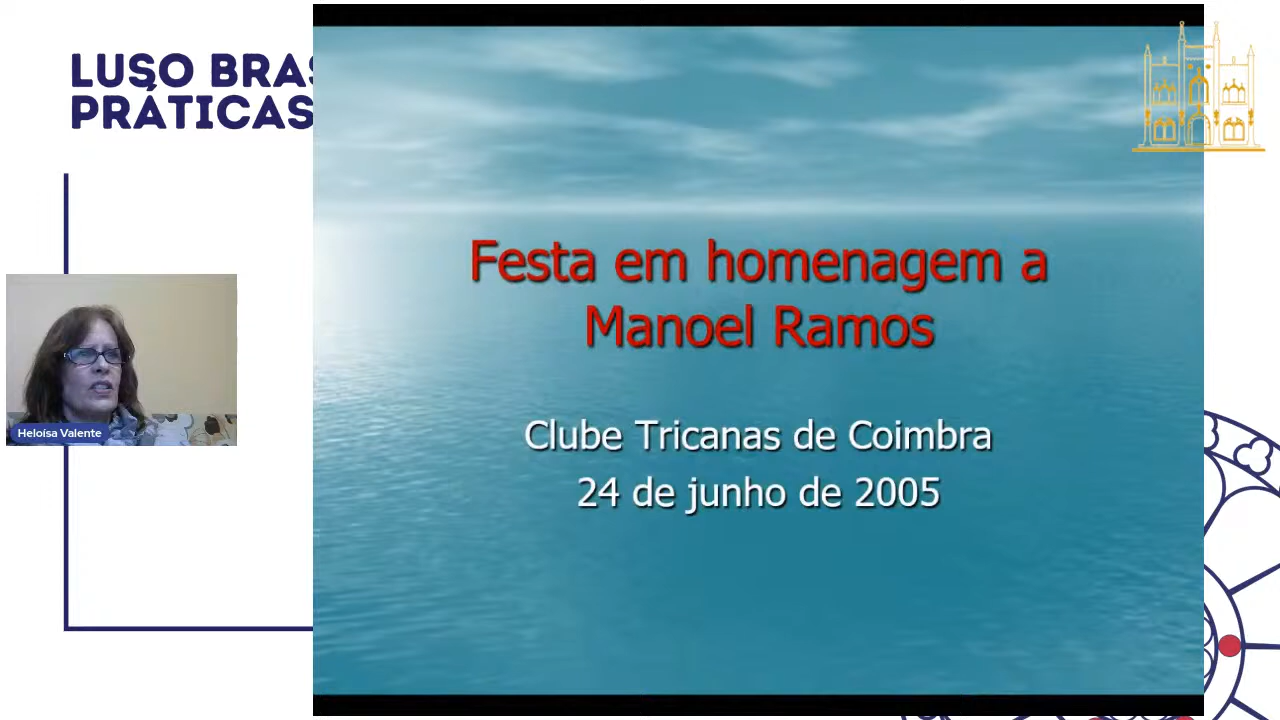 LUSO BRAS
PRÁTICAS
Festa em homenagem a
Manoel Ramos
Clube Tricanas de Coimbra
24 de junho de 2005
Heloísa Valente